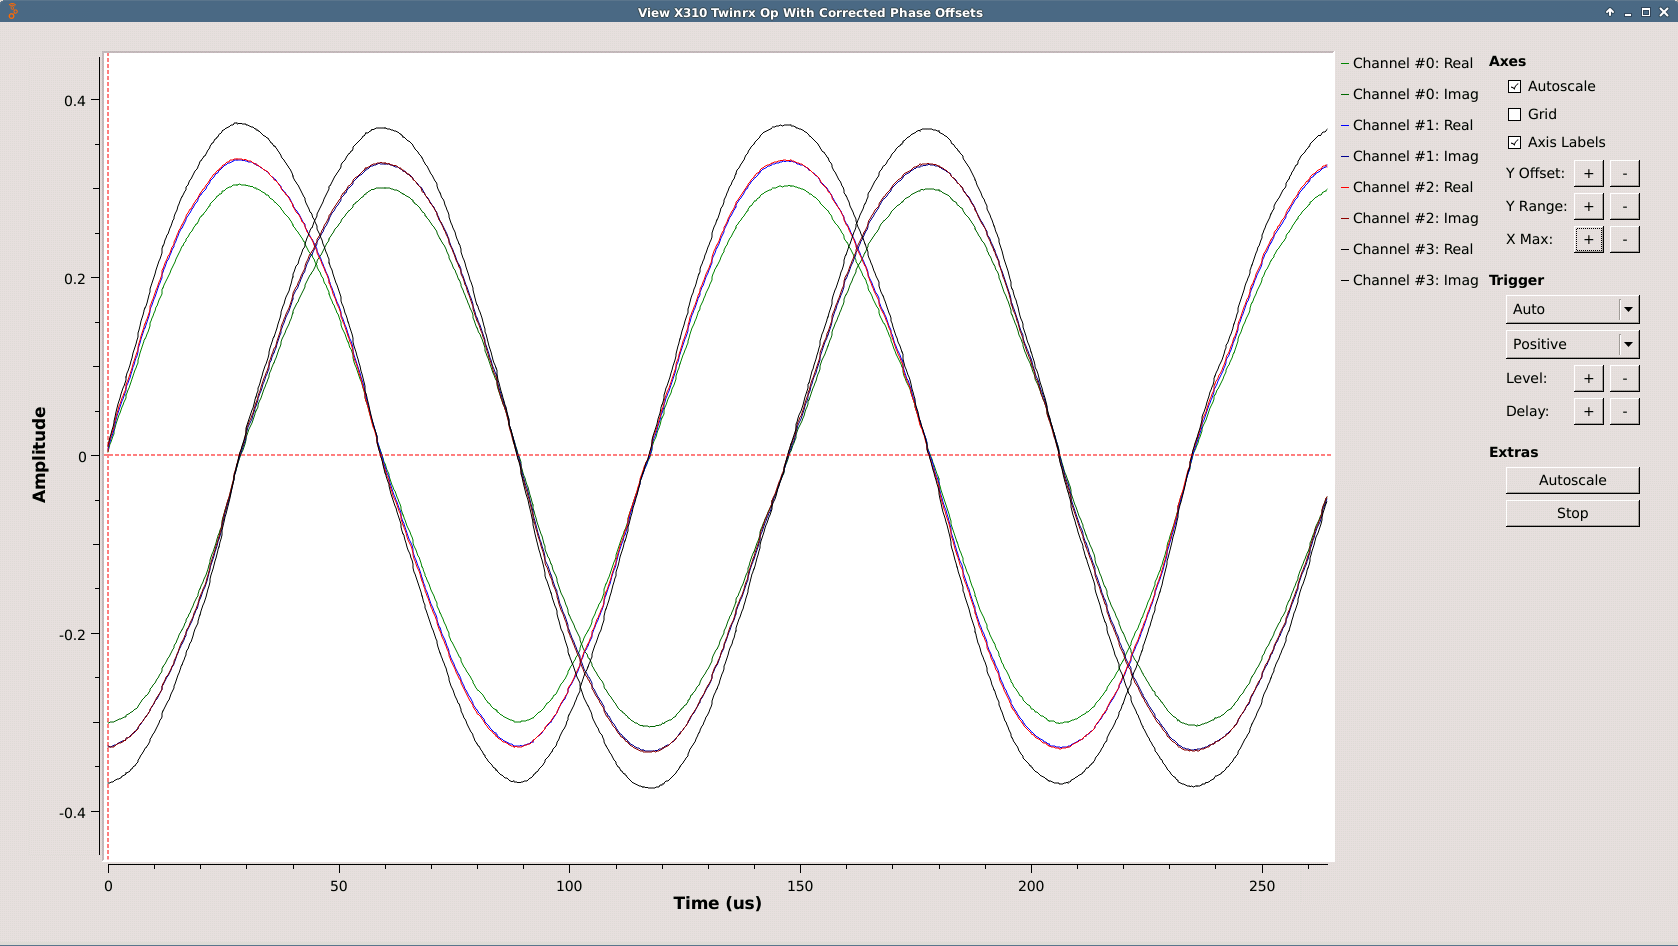 View X310 Twinrx Op With Corrected Phase Offsets
0.4
0.2
0
-0.2
-0.4
Amplitude
0 50 100 150 200 250
Time (us)
Channel #0: Real
Channel #0: Imag
Channel #1: Real
Channel #1: Imag
Channel #2: Real
Channel #2: Imag
Channel #3: Real
Channel #3: Imag
Axes
Autoscale
Grid
Axis Labels
Y Offset: + -
Y Range: + -
X Max: + -
Trigger
Auto
Positive
Level: + -
Delay: + -
Extras
Autoscale
Stop